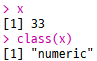 > x
[1] 33
> class(x)
[1] "numeric"